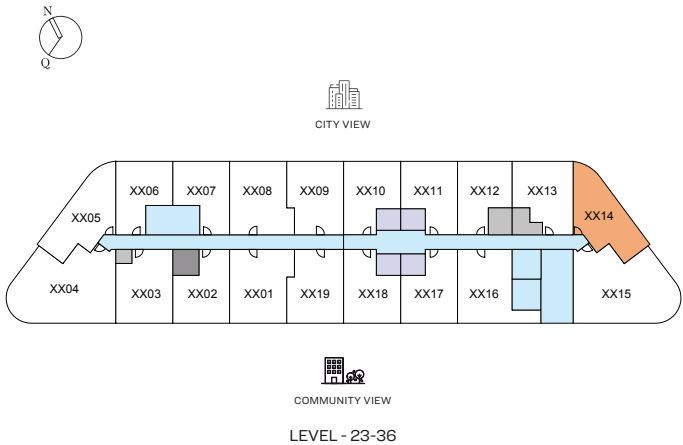 N
Q
CITY VIEW
XX06 XX07 XX08 XX09 XX10 XX11 XX12 XX13
XX05 XX14
XX04 XX03 XX02 XX01 XX19 XX18 XX17 XX16 XX15
COMMUNITY VIEW
LEVEL - 23-36